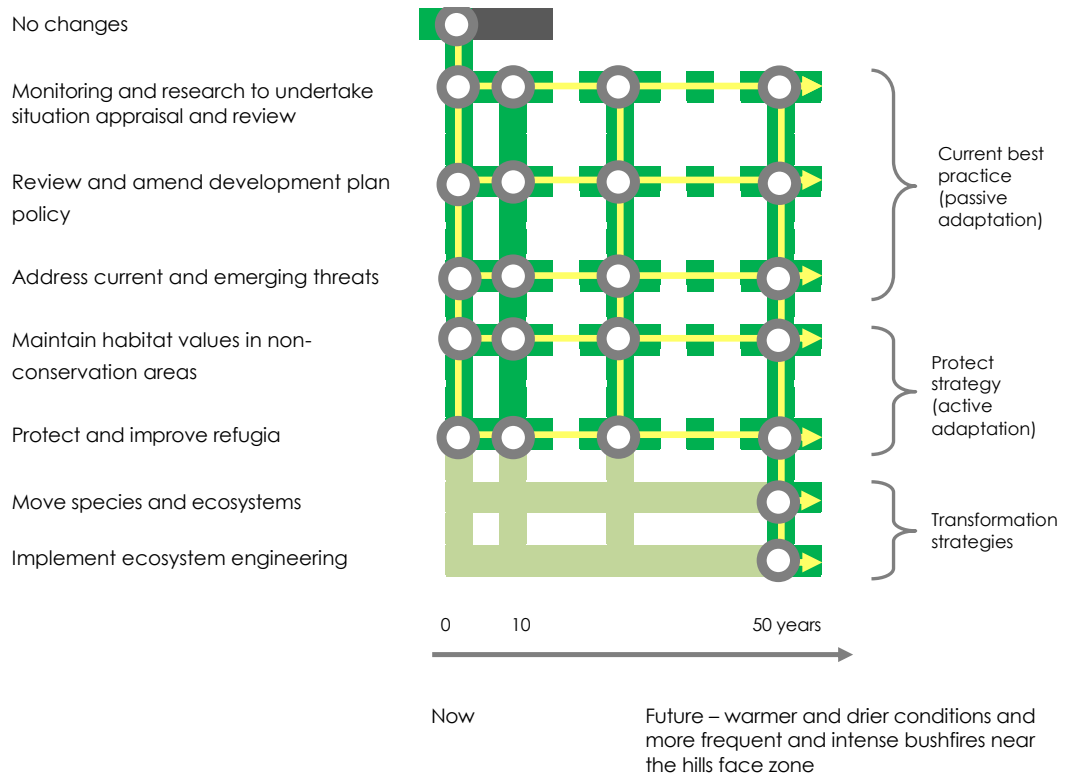 No changes
Monitoring and research to undertake
situation appraisal and review
Review and amend development plan
policy
Address current and emerging threats
Maintain habitat values in non-
conservation areas
Protect and improve refugia
Move species and ecosystems
Implement ecosystem engineering
Current best
practice
(passive
adaptation)
Protect
strategy
(active
adaptation)
Transformation
strategies
0 10 50 years
Now
Future – warmer and drier conditions and
more frequent and intense bushfires near
the hills face zone